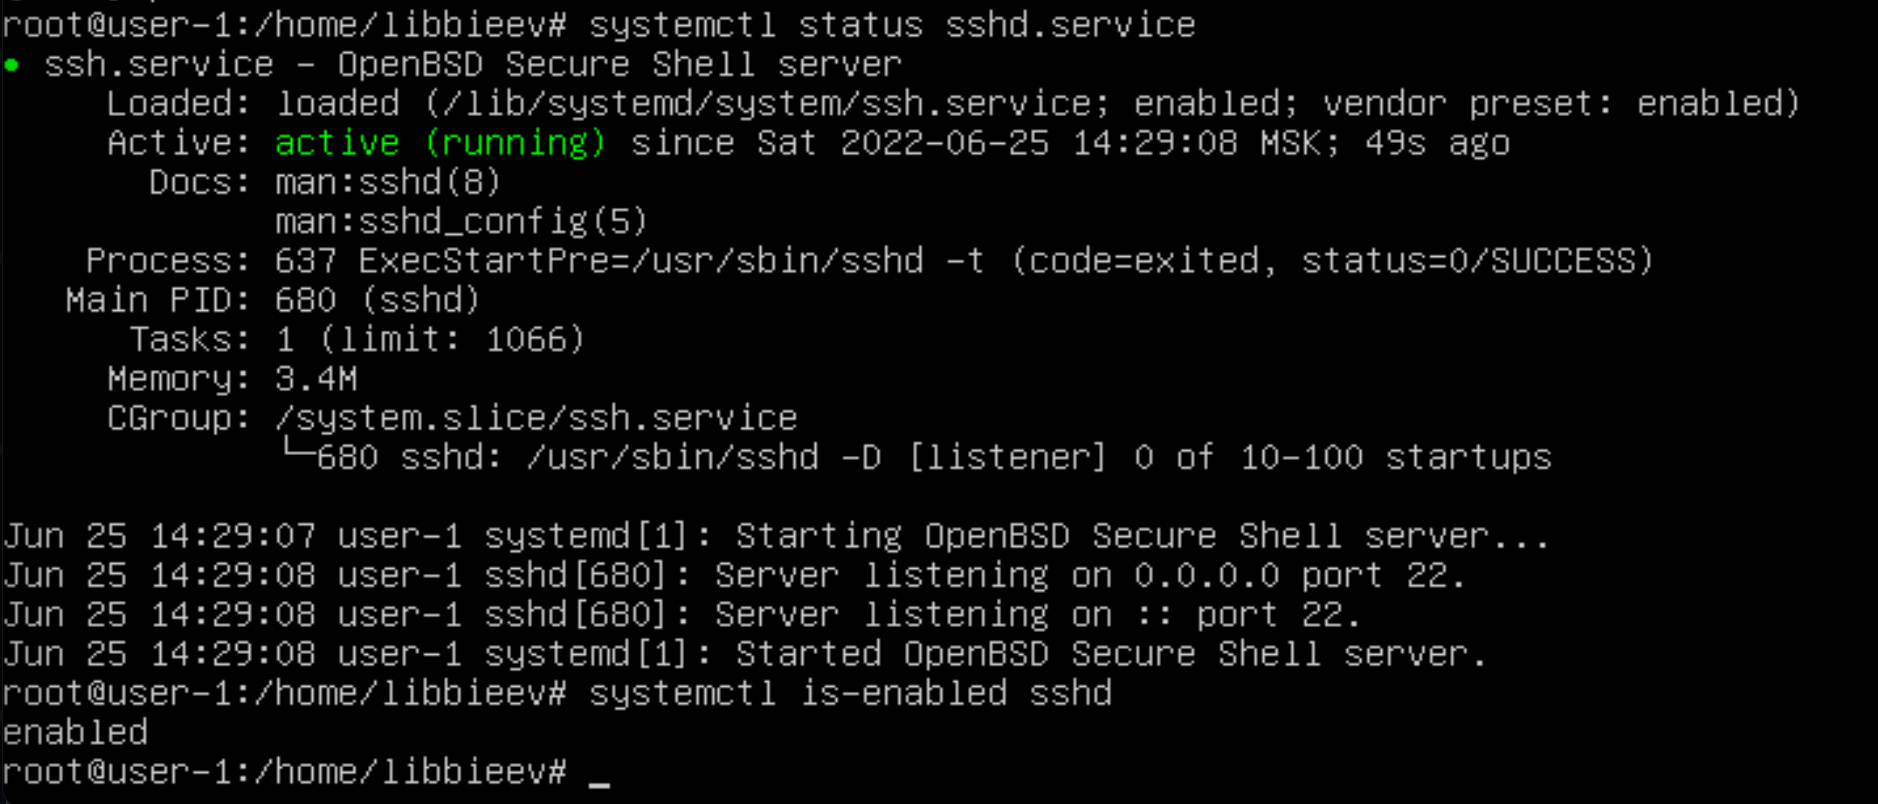 root@user-1:/home/libbieev# systemctl status sshd.service
● ssh.service - OpenBSD Secure Shell server
     Loaded: loaded (/lib/systemd/system/ssh.service; enabled; vendor preset: enabled)
     Active: active (running) since Sat 2022-06-25 14:29:08 MSK; 49s ago
       Docs: man:sshd(8)
             man:sshd_config(5)
    Process: 637 ExecStartPre=/usr/sbin/sshd -t (code=exited, status=0/SUCCESS)
   Main PID: 680 (sshd)
      Tasks: 1 (limit: 1066)
     Memory: 3.4M
     CGroup: /system.slice/ssh.service
             └─680 sshd: /usr/sbin/sshd -D [listener] 0 of 10-100 startups

Jun 25 14:29:07 user-1 systemd[1]: Starting OpenBSD Secure Shell server...
Jun 25 14:29:08 user-1 sshd[680]: Server listening on 0.0.0.0 port 22.
Jun 25 14:29:08 user-1 sshd[680]: Server listening on :: port 22.
Jun 25 14:29:08 user-1 systemd[1]: Started OpenBSD Secure Shell server.
root@user-1:/home/libbieev# systemctl is-enabled sshd
enabled
root@user-1:/home/libbieev# _